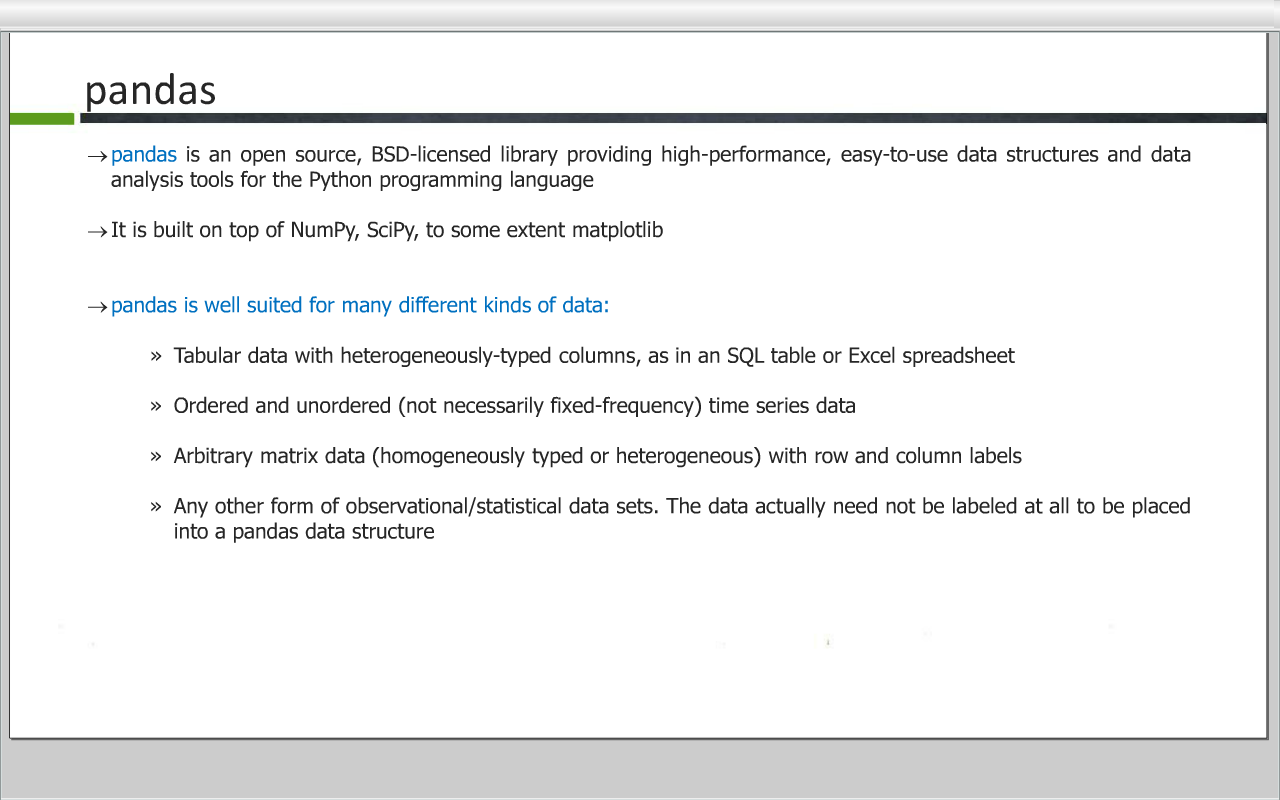 pandas
→pandas is an open source, BSD-licensed library providing high-performance, easy-to-use data structures and data
analysis tools for the Python programming language
→It is built on top of NumPy, SciPy, to some extent matplotlib
→pandas is well suited for many different kinds of data:
» Tabular data with heterogeneously-typed columns, as in an SQL table or Excel spreadsheet
» Ordered and unordered (not necessarily fixed-frequency) time series data
» Arbitrary matrix data (homogeneously typed or heterogeneous) with row and column labels
» Any other form of observational/statistical data sets. The data actually need not be labeled at all to be placed
into a pandas data structure